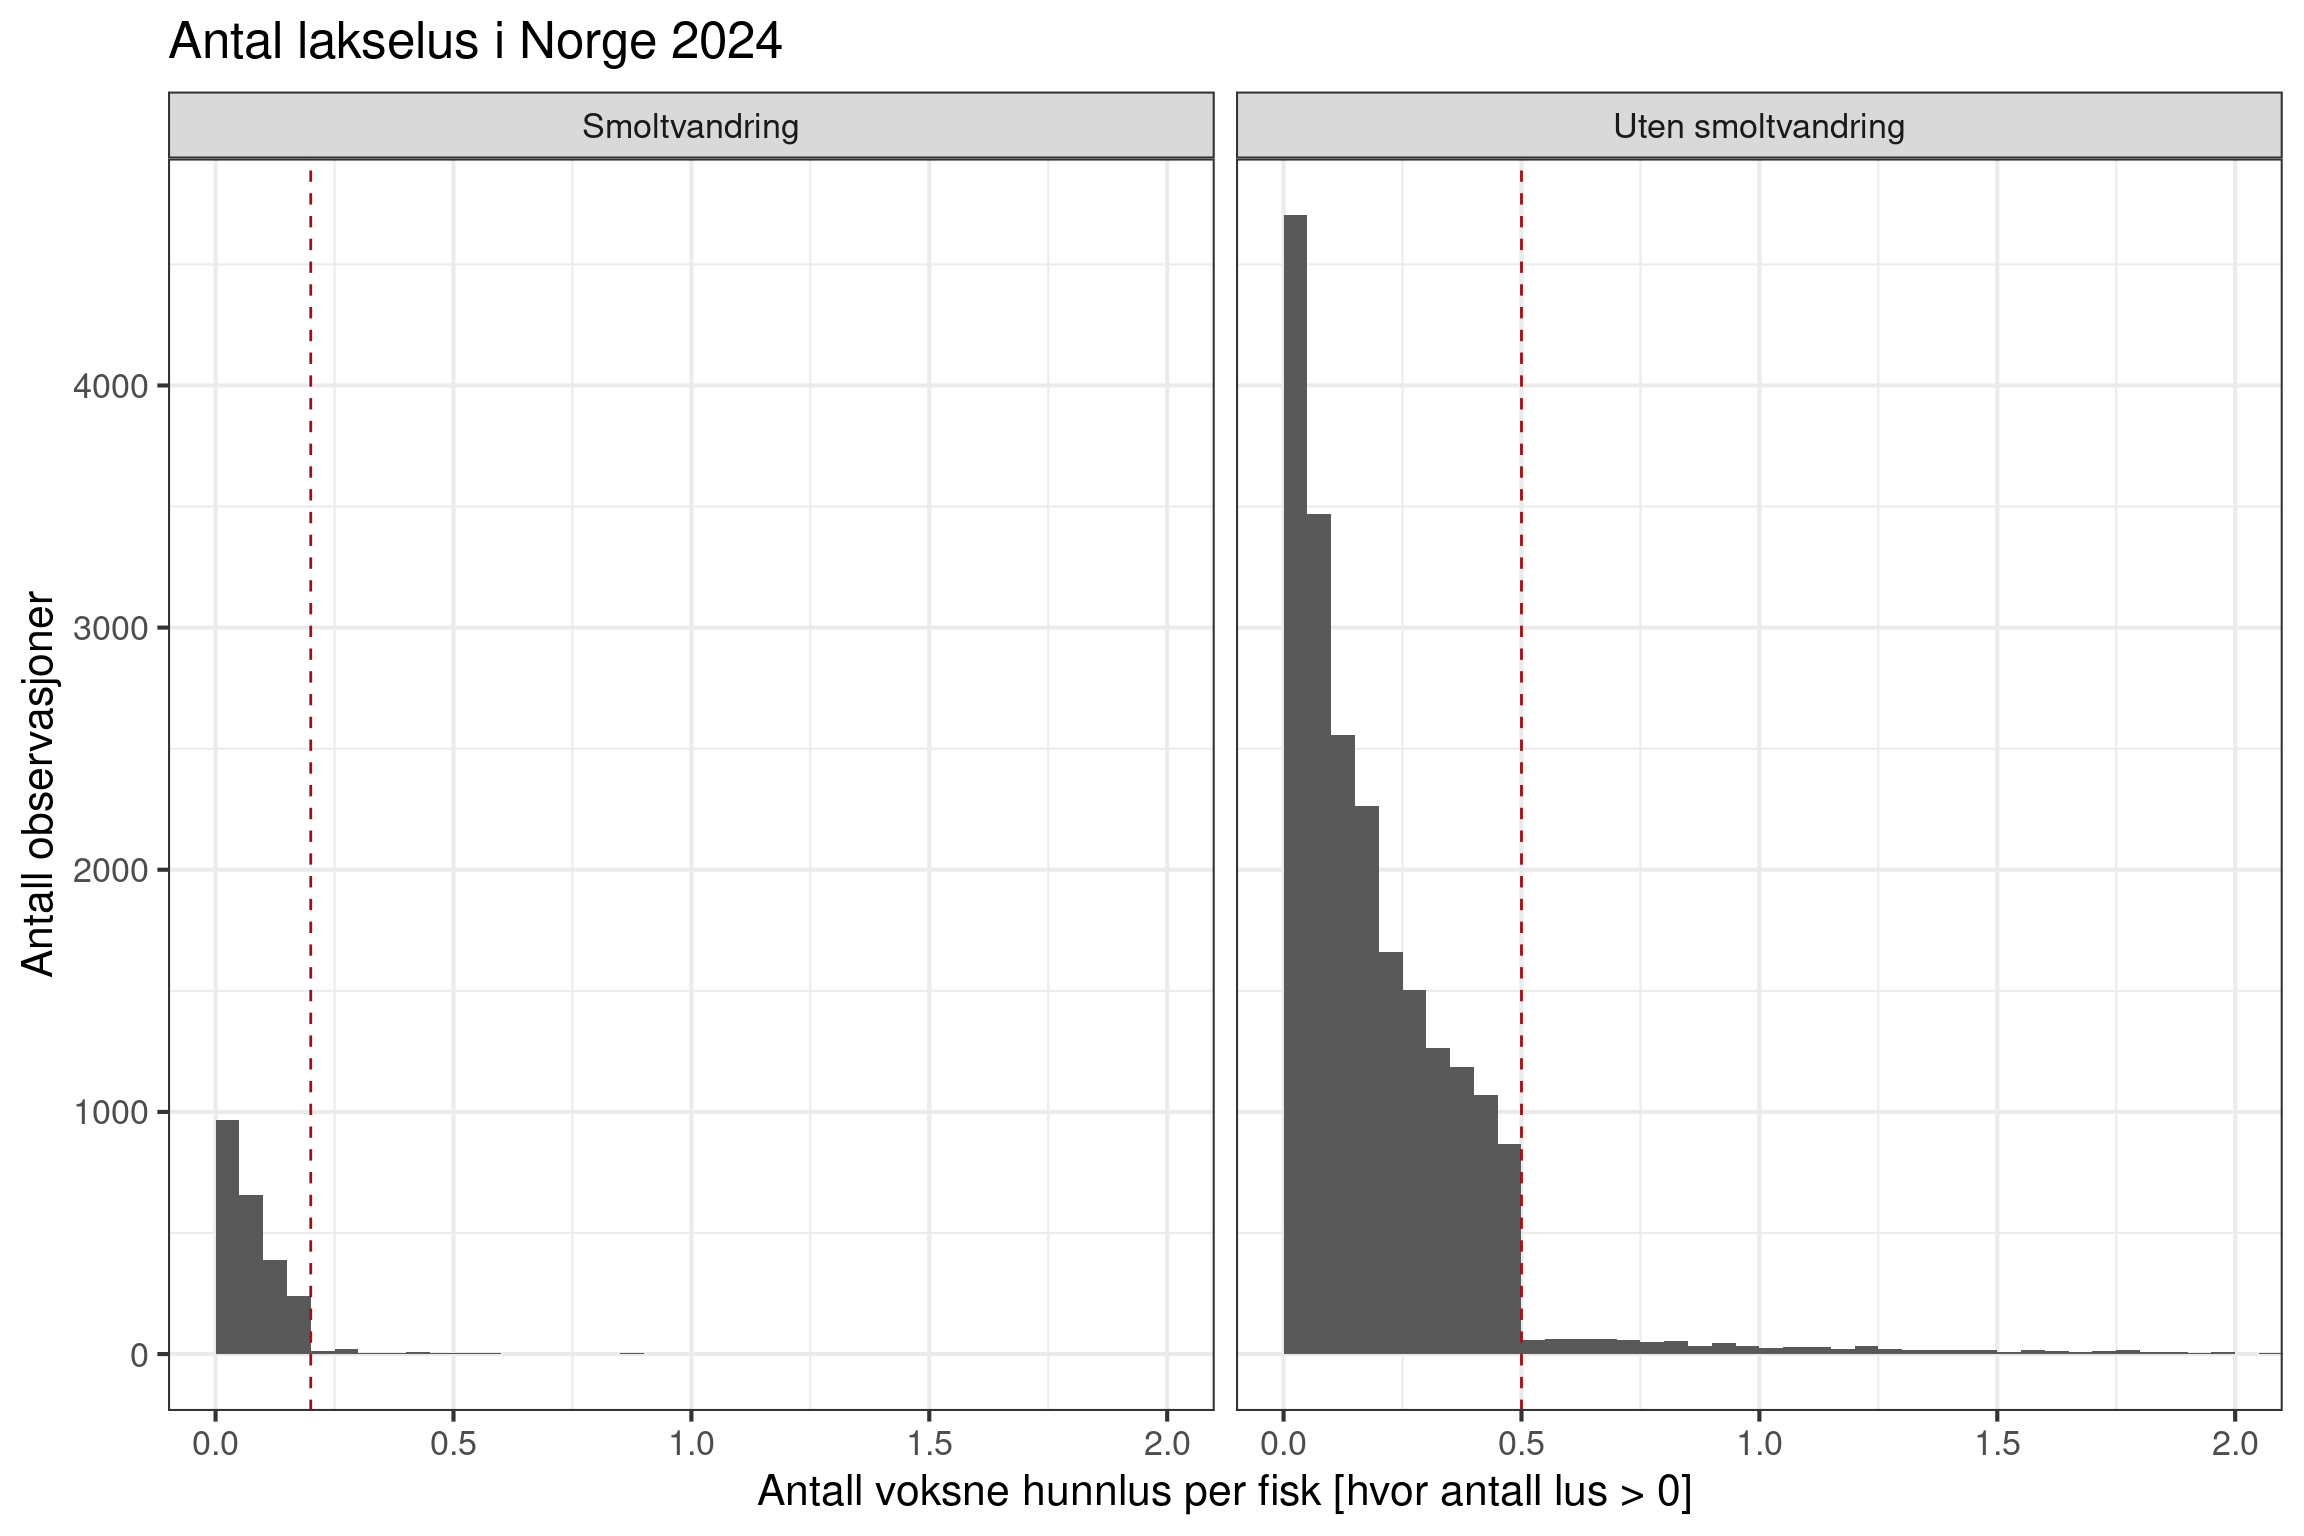 Antal lakselus i Norge 2024
Smoltvandring
Uten smoltvandring
Antall observasjoner
4000
3000
2000
1000
0
0.0 0.5 1.0 1.5 2.0
0.0 0.5 1.0 1.5 2.0
Antall voksne hunnlus per fisk [hvor antall lus > 0]